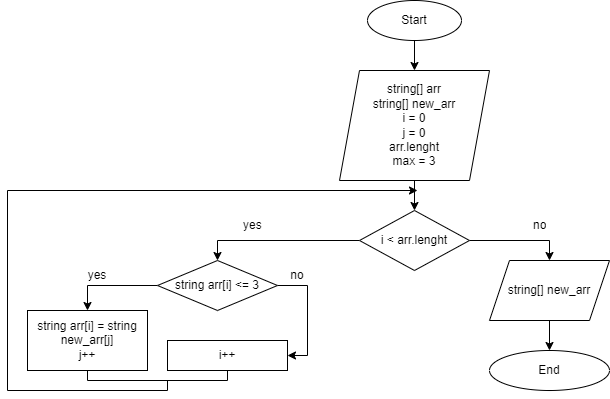 Start
string[] arr
string[] new_arr
i = 0
j = 0
arr.lenght
max = 3
i < arr.lenght
yes
no
string arr[i] <= 3
string[] new_arr
yes
no
string arr[i] = string
new_arr[j]
j++
i++
End